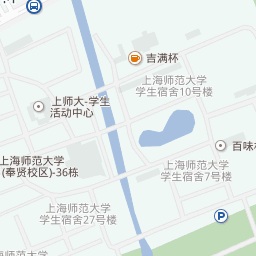 吉满杯
上海师范大学
学生宿舍10号楼
上师大-学生
活动中心
百味
上海师范大学
(奉贤校区)-36栋
上海师范大学
学生宿舍7号楼
上海师范大学
学生宿舍27号楼
P